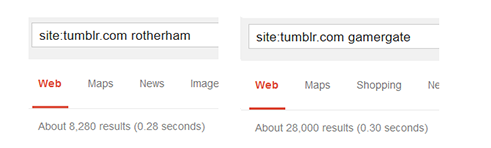 site:tumblr.com rotherham
Web Maps News Image
About 8,280 results (0.28 seconds)
site:tumblr.com gamergate
Web Maps Shopping Ne
About 28,000 results (0.30 seconds)